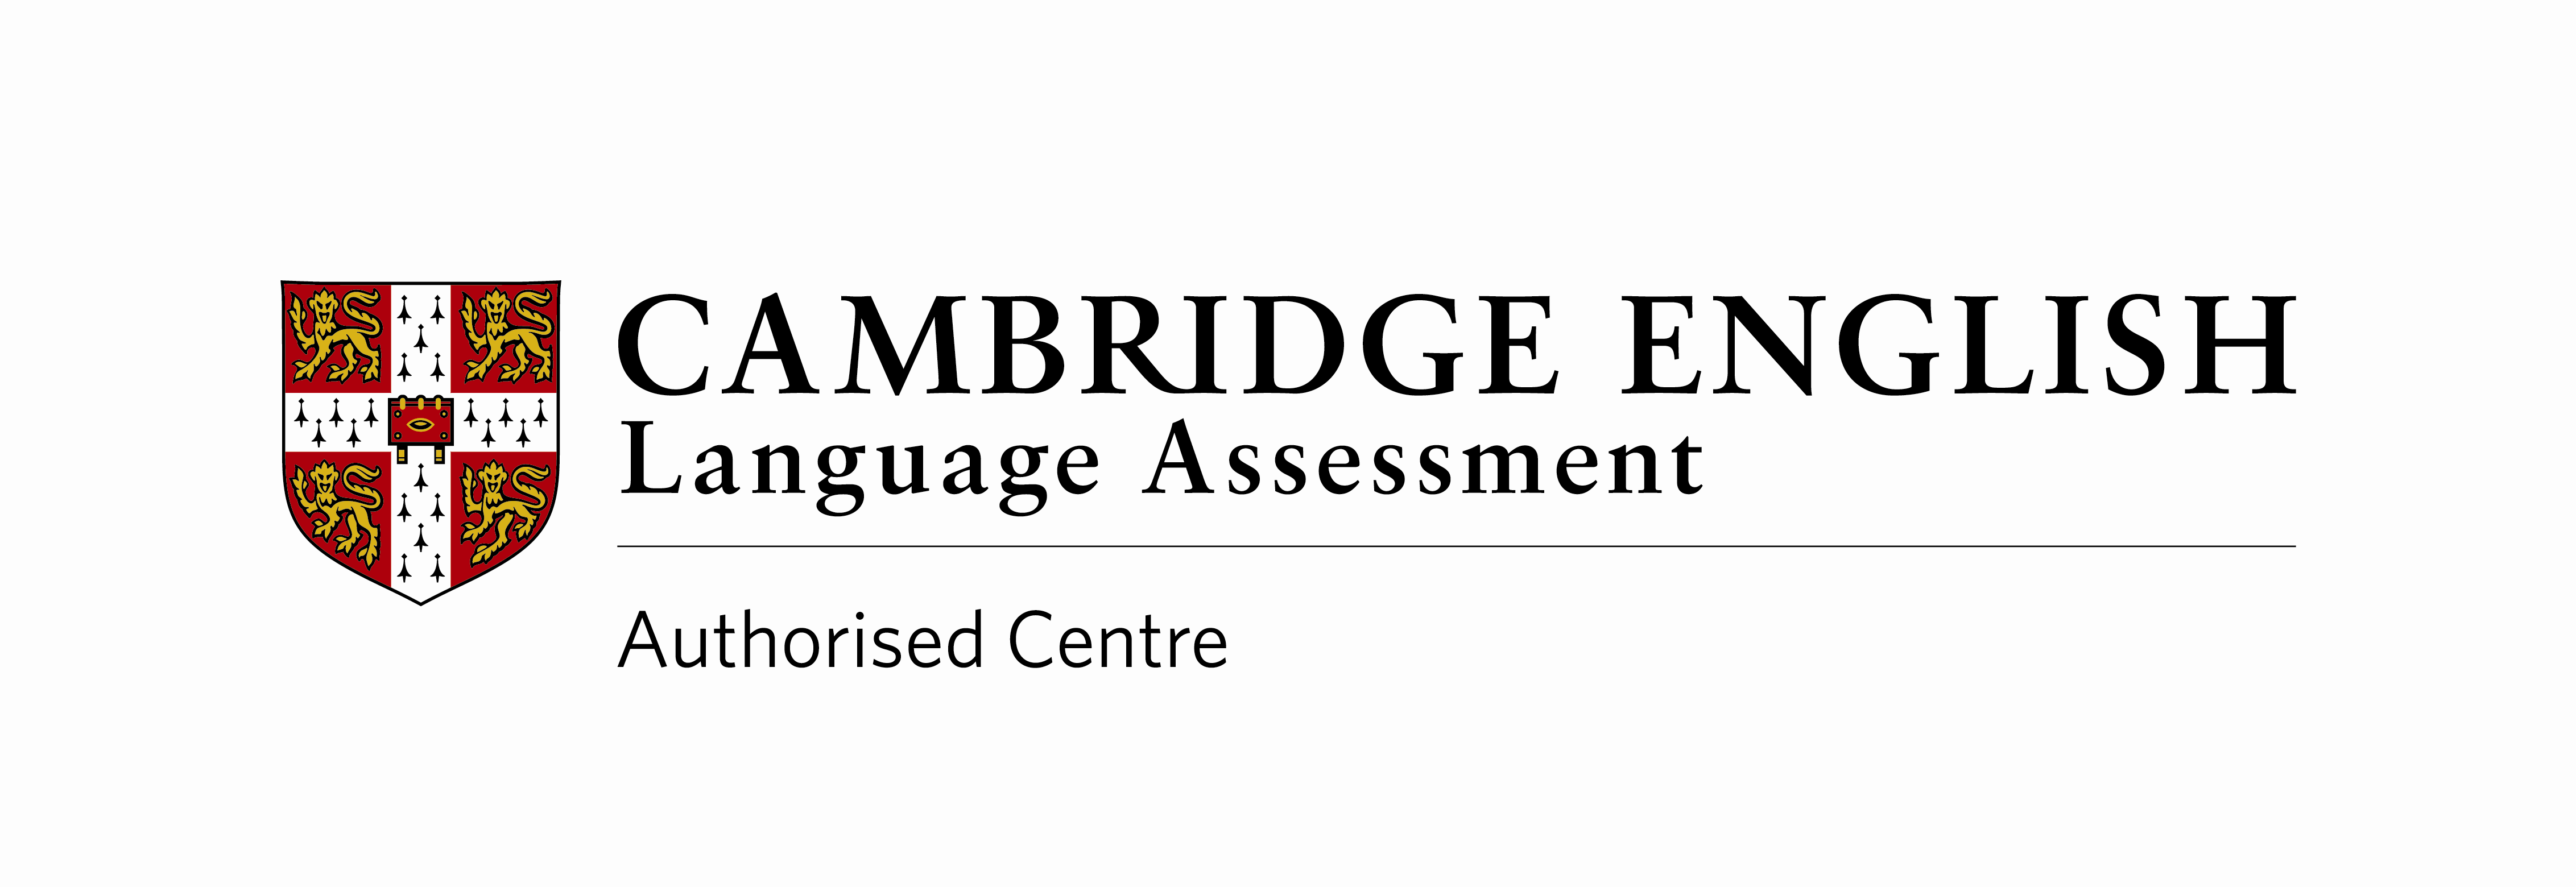 CAMBRIDGE ENGLISH
Language Assessment
Authorised Centre